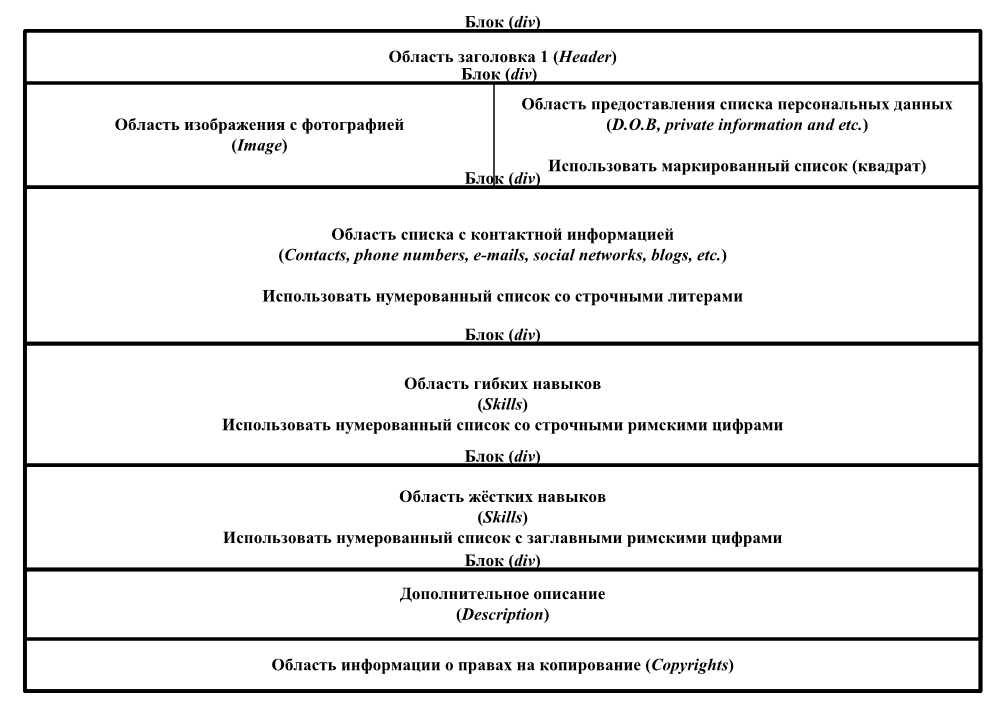 Блок (div)
Область заголовка 1 (Header)
Блок (div)
Область изображения с фотографией
(Image)
Область предоставления списка персональных данных
(D.O.B, private information and etc.)
Использовать маркированный список (квадрат)
Блок (div)
Область списка с контактной информацией
(Contacts, phone numbers, e-mails, social networks, blogs, etc.)
Использовать нумерованный список со строчными литерами
Блок (div)
Область гибких навыков
(Skills)
Использовать нумерованный список со строчными римскими цифрами
Блок (div)
Область жёстких навыков
(Skills)
Использовать нумерованный список с заглавными римскими цифрами
Блок (div)
Дополнительное описание
(Description)
Область информации о правах на копирование (Copyrights)